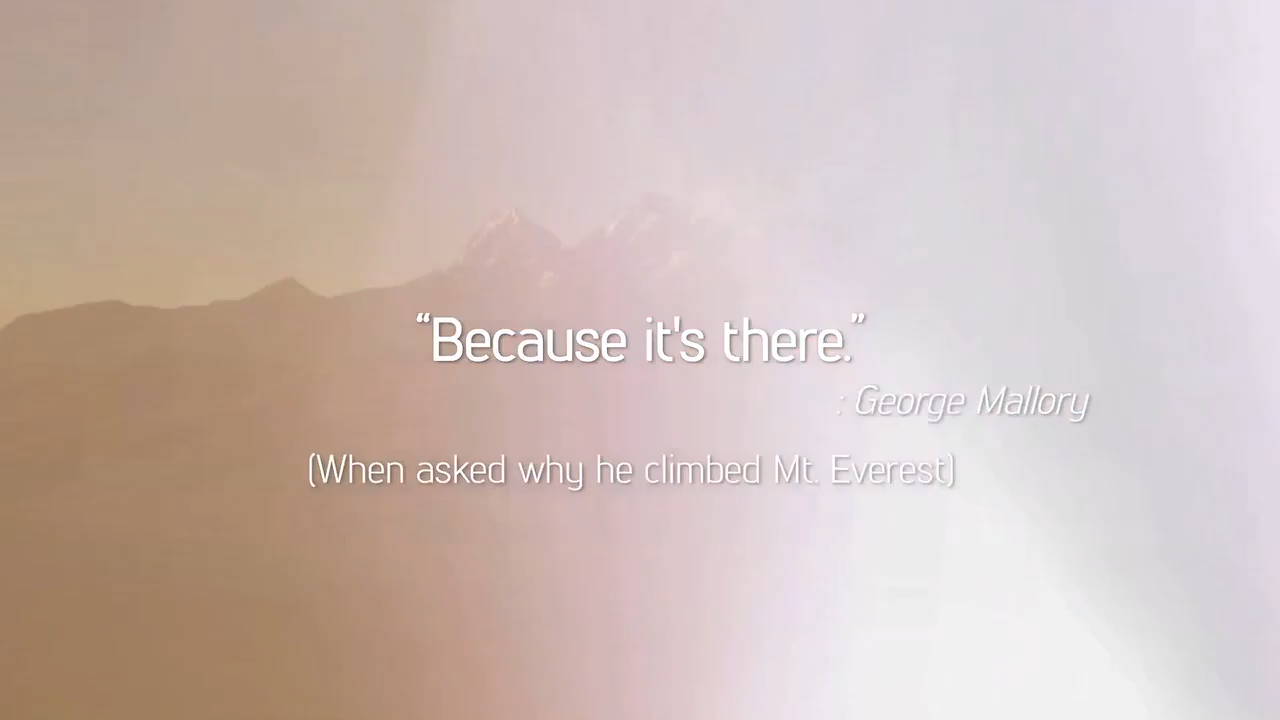 “Because it's there.”
: George Mallory
(When asked why he climbed Mt. Everest)